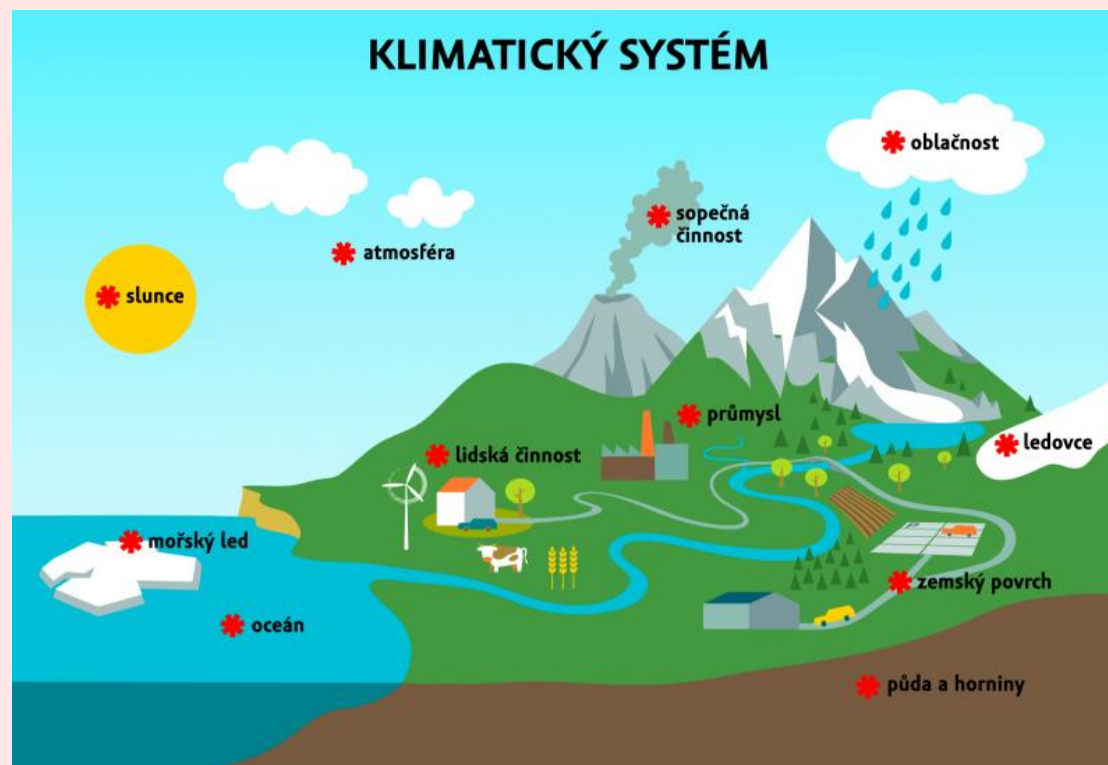 KLIMATICKÝ SYSTÉM
oblačnost
sopečná
činnost
atmosféra
slunce
průmysl
ledovce
lidská činnost
mořský led
zemský povrch
oceán
půda a horniny